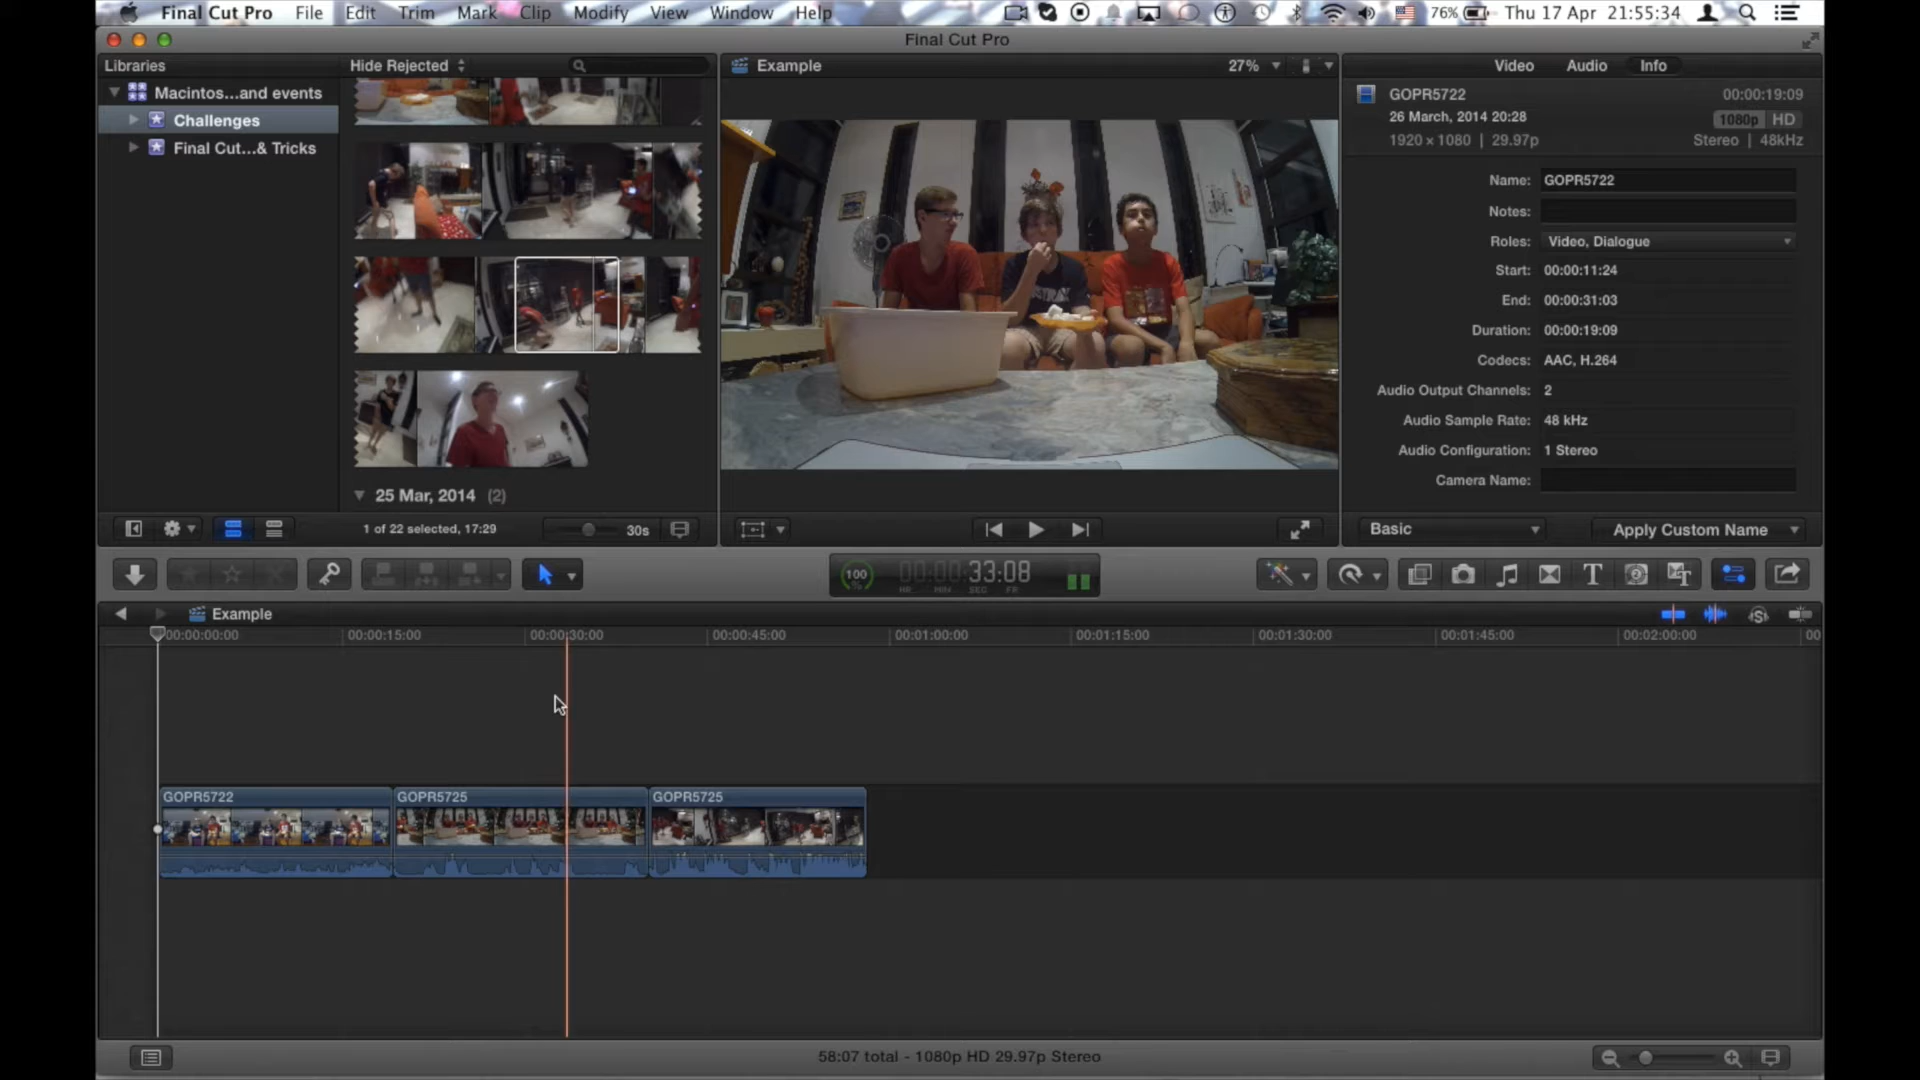 Final Cut Pro File Edit Trim Mark Clip Modify View Window Help 76% Thu 17 Apr 21:55:34
Final Cut Pro
Libraries
Hide Rejected
Example
27%
Video Audio Info
Macintos...and events
Challenges
Final Cut...& Tricks
GOPR5722 00:00:19:09
26 March, 2014 20:28 1080p HD
1920 × 1080 | 29.97p Stereo | 48kHz
Name: GOPR5722
Notes:
Roles: Video, Dialogue
Start: 00:00:11:24
End: 00:00:31:03
Duration: 00:00:19:09
Codecs: AAC, H.264
Audio Output Channels: 2
Audio Sample Rate: 48 kHz
Audio Configuration: 1 Stereo
Camera Name:
25 Mar, 2014 (2)
1 of 22 selected, 17:29
30s
Basic
Apply Custom Name
100 %
00:00:33:08
HR MIN SEC FR
Example
00:00:00:00 00:00:15:00 00:00:30:00 00:00:45:00 00:01:00:00 00:01:15:00 00:01:30:00 00:01:45:00 00:02:00:00 00
GOPR5722 GOPR5725 GOPR5725
58:07 total - 1080p HD 29.97p Stereo